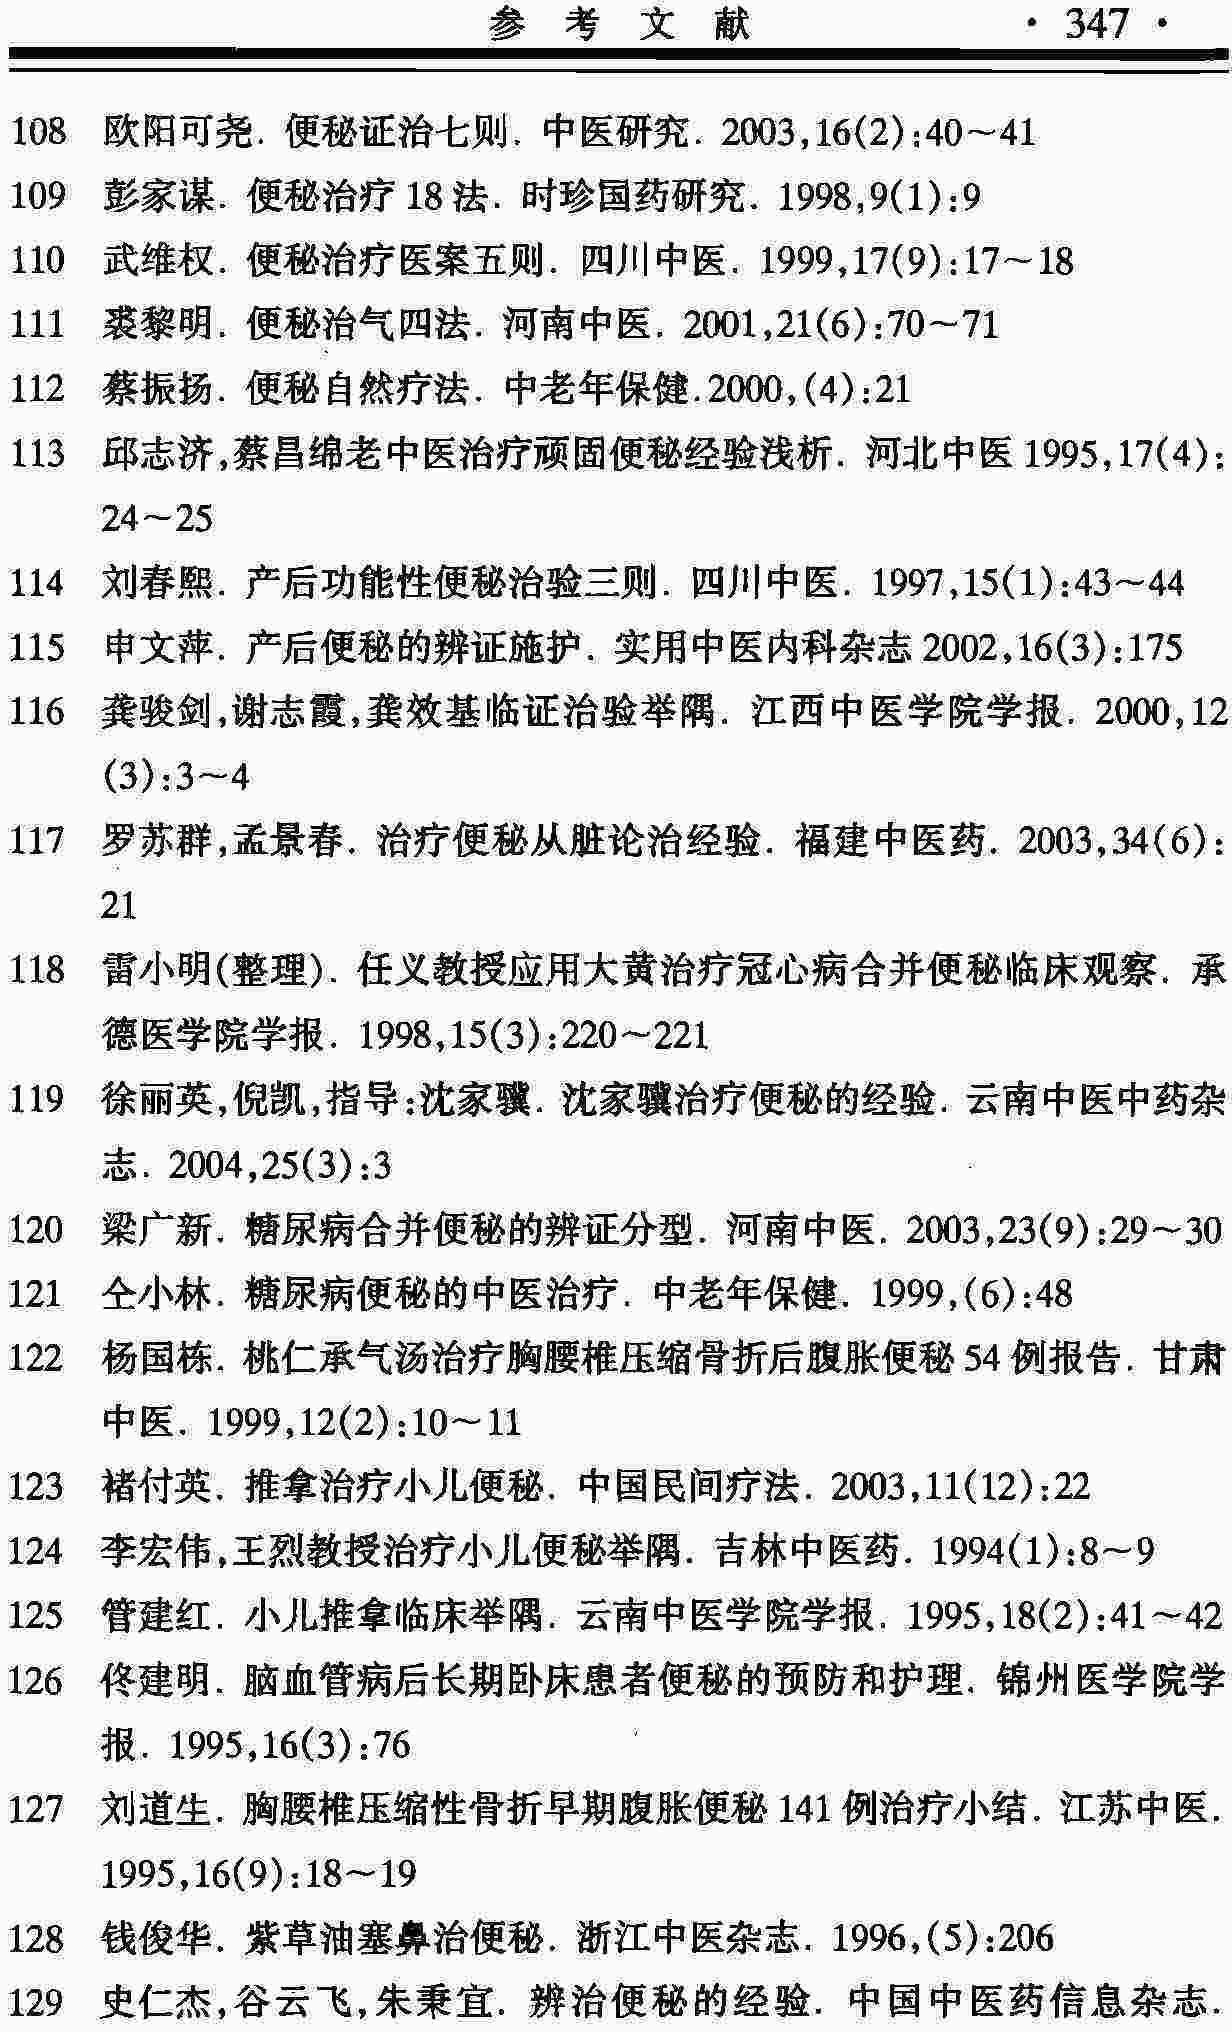 参 考 文 献 · 347 ·
108 欧阳可尧. 便秘证治七则. 中医研究. 2003,16(2):40～41
109 彭家谋. 便秘治疗18法. 时珍国药研究. 1998,9(1):9
110 武维权. 便秘治疗医案五则. 四川中医. 1999,17(9):17～18
111 裘黎明. 便秘治气四法. 河南中医. 2001,21(6):70～71
112 蔡振扬. 便秘自然疗法. 中老年保健.2000,(4):21
113 邱志济,蔡昌绵老中医治疗顽固便秘经验浅析. 河北中医1995,17(4):
24～25
114 刘春熙. 产后功能性便秘治验三则. 四川中医. 1997,15(1):43～44
115 申文萍. 产后便秘的辨证施护. 实用中医内科杂志2002,16(3):175
116 龚骏剑,谢志霞,龚效基临证治验举隅. 江西中医学院学报. 2000,12
(3):3～4
117 罗苏群,孟景春. 治疗便秘从脏论治经验. 福建中医药. 2003,34(6):
21
118 雷小明(整理). 任义教授应用大黄治疗冠心病合并便秘临床观察. 承
德医学院学报. 1998,15(3):220～221
119 徐丽英,倪凯,指导:沈家骥. 沈家骥治疗便秘的经验. 云南中医中药杂
志. 2004,25(3):3
120 梁广新. 糖尿病合并便秘的辨证分型. 河南中医. 2003,23(9):29～30
121 仝小林. 糖尿病便秘的中医治疗. 中老年保健. 1999,(6):48
122 杨国栋. 桃仁承气汤治疗胸腰椎压缩骨折后腹胀便秘54例报告. 甘肃
中医. 1999,12(2):10～11
123 褚付英. 推拿治疗小儿便秘. 中国民间疗法. 2003,11(12):22
124 李宏伟,王烈教授治疗小儿便秘举隅. 吉林中医药. 1994(1):8～9
125 管建红. 小儿推拿临床举隅. 云南中医学院学报. 1995,18(2):41～42
126 佟建明. 脑血管病后长期卧床患者便秘的预防和护理. 锦州医学院学
报. 1995,16(3):76
127 刘道生. 胸腰椎压缩性骨折早期腹胀便秘141例治疗小结. 江苏中医.
1995,16(9):18～19
128 钱俊华. 紫草油塞鼻治便秘. 浙江中医杂志. 1996,(5):206
129 史仁杰,谷云飞,朱秉宜. 辨治便秘的经验. 中国中医药信息杂志.